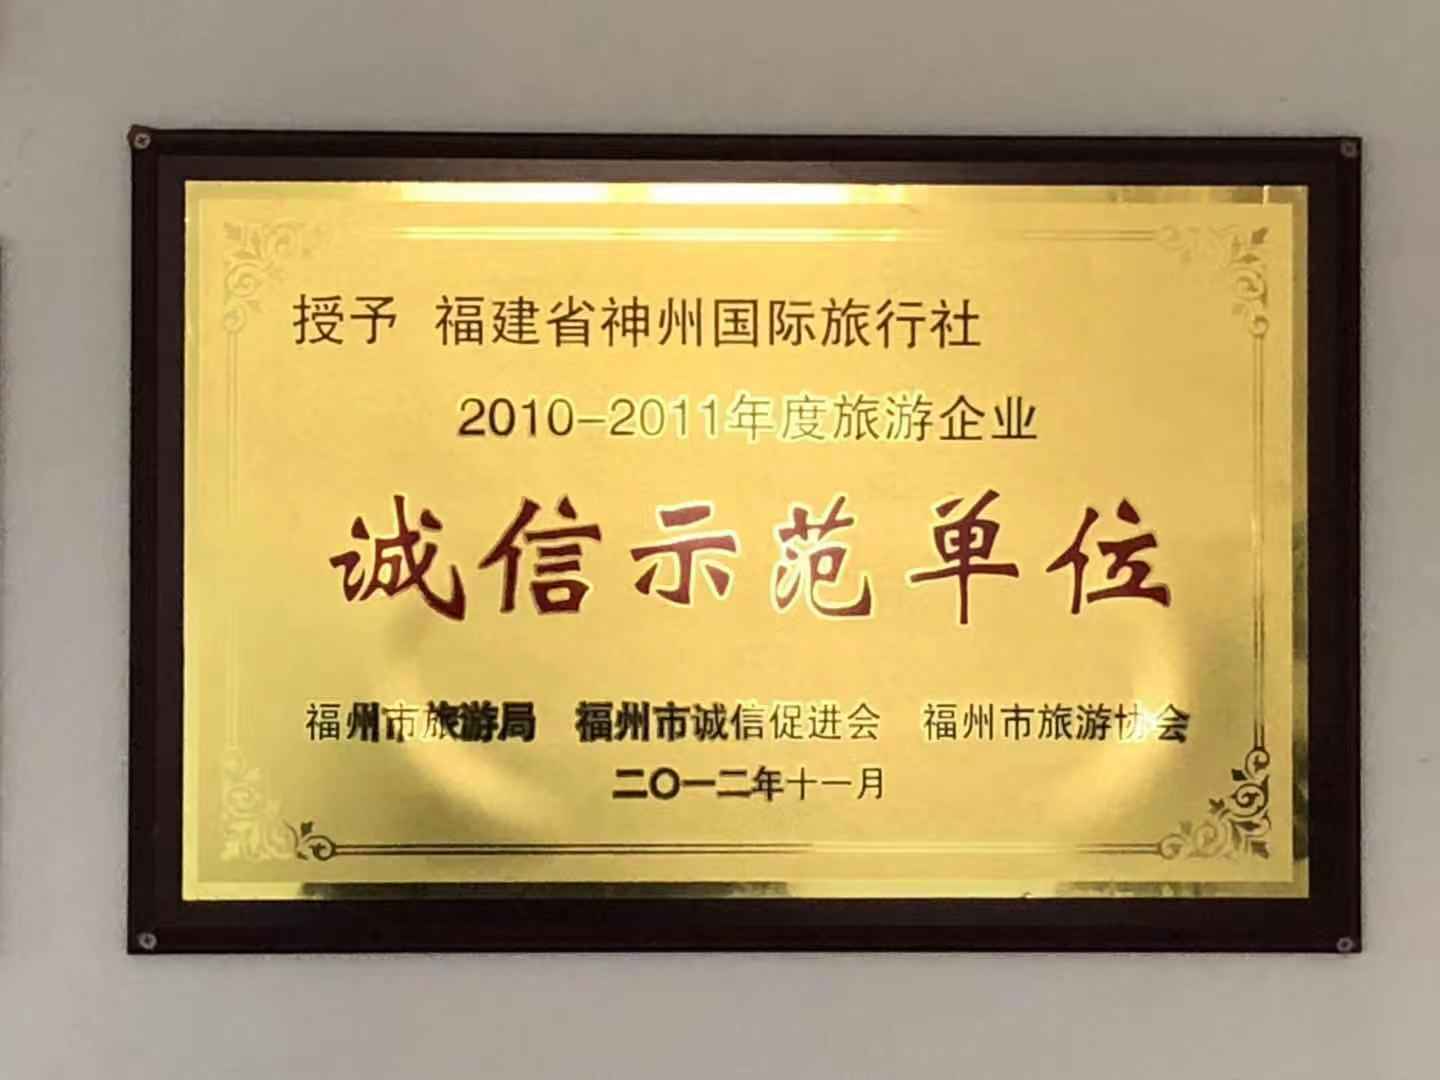 授予 福建省神州国际旅行社
2010-2011年度旅游企业
诚信示范单位
福州市旅游局 福州市诚信促进会 福州市旅游协会
二〇一二年十一月